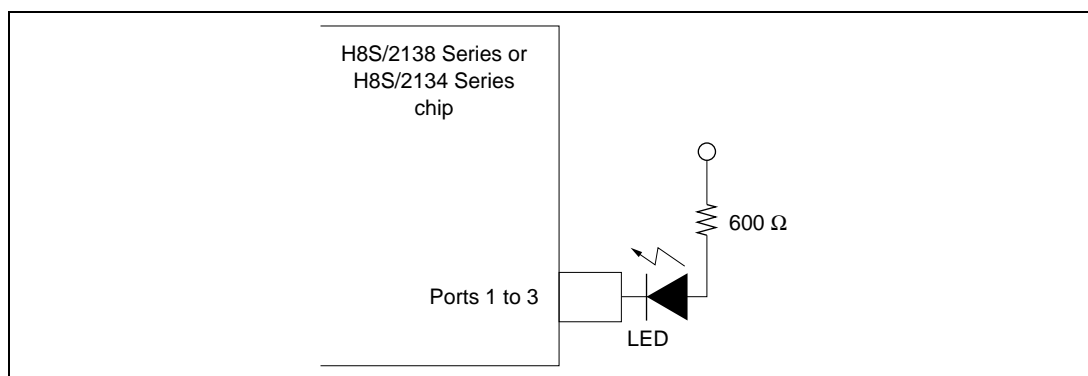 H8S/2138 Series or
H8S/2134 Series
chip
600 Ω
Ports 1 to 3
LED